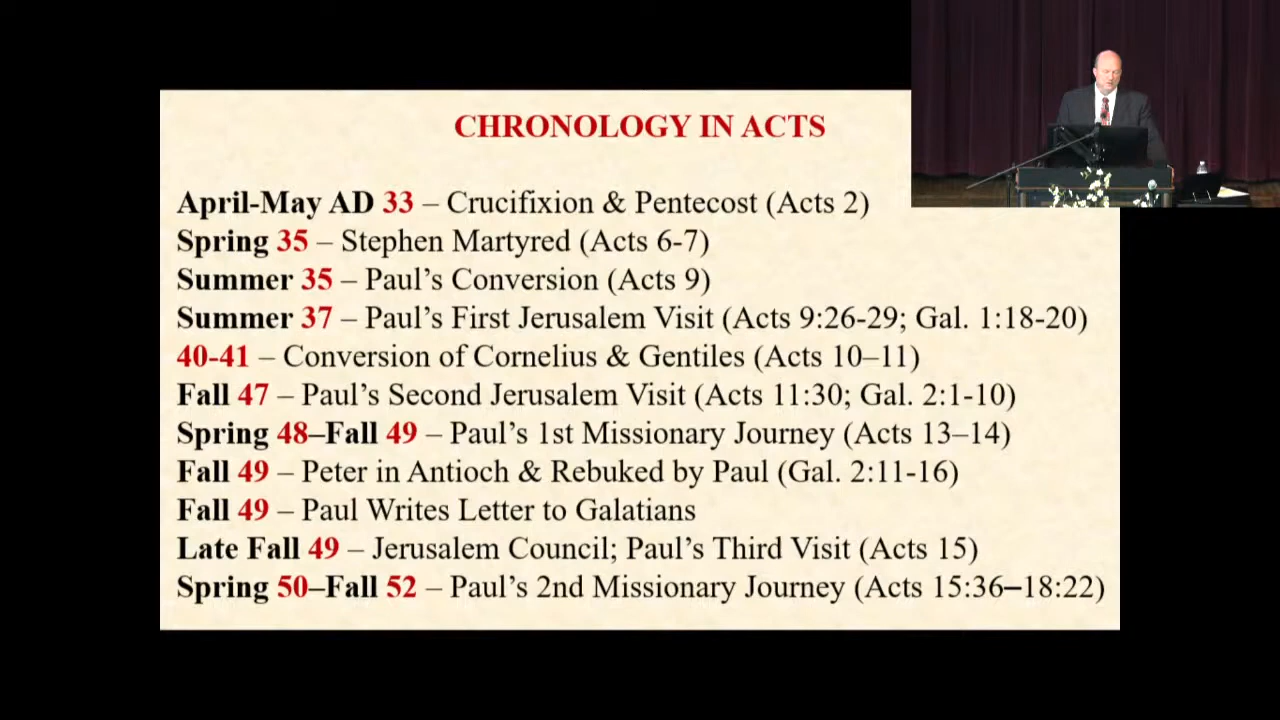 CHRONOLOGY IN ACTS
April-May AD 33 – Crucifixion & Pentecost (Acts 2)
Spring 35 – Stephen Martyred (Acts 6-7)
Summer 35 – Paul’s Conversion (Acts 9)
Summer 37 – Paul’s First Jerusalem Visit (Acts 9:26-29; Gal. 1:18-20)
40-41 – Conversion of Cornelius & Gentiles (Acts 10–11)
Fall 47 – Paul’s Second Jerusalem Visit (Acts 11:30; Gal. 2:1-10)
Spring 48–Fall 49 – Paul’s 1st Missionary Journey (Acts 13–14)
Fall 49 – Peter in Antioch & Rebuked by Paul (Gal. 2:11-16)
Fall 49 – Paul Writes Letter to Galatians
Late Fall 49 – Jerusalem Council; Paul’s Third Visit (Acts 15)
Spring 50–Fall 52 – Paul’s 2nd Missionary Journey (Acts 15:36–18:22)